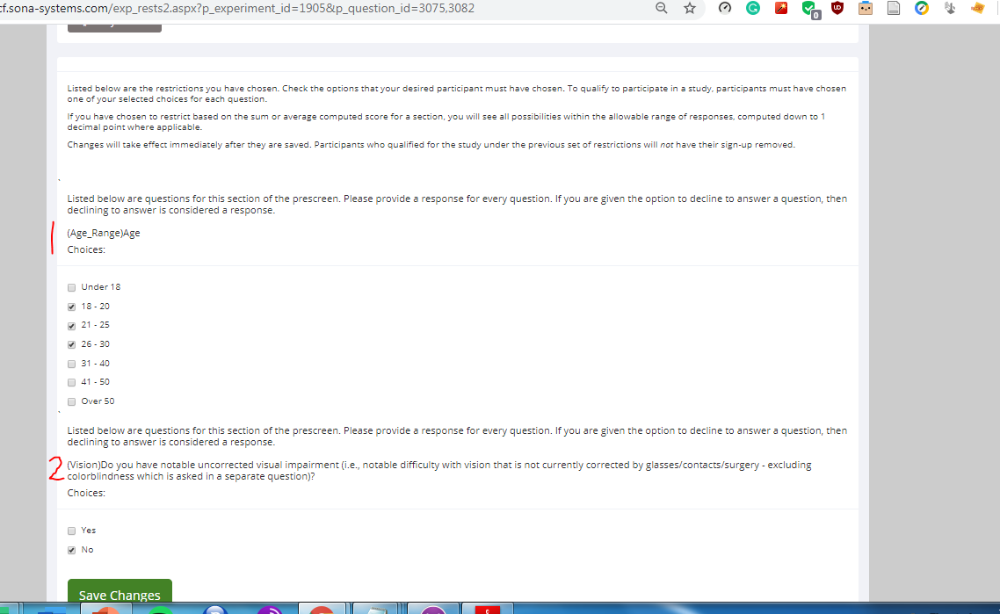 cf.sona-systems.com/exp_rests2.aspx?p_experiment_id=1905&p_question_id=3075,3082
0
UD
Listed below are the restrictions you have chosen. Check the options that your desired participant must have chosen. To qualify to participate in a study, participants must have chosen
one of your selected choices for each question.
If you have chosen to restrict based on the sum or average computed score for a section, you will see all possibilities within the allowable range of responses, computed down to 1
decimal point where applicable.
Changes will take effect immediately after they are saved. Participants who qualified for the study under the previous set of restrictions will not have their sign-up removed.
Listed below are questions for this section of the prescreen. Please provide a response for every question. If you are given the option to decline to answer a question, then
declining to answer is considered a response.
1
(Age_Range)Age
Choices:
Under 18
18 - 20
21 - 25
26 - 30
31 - 40
41 - 50
Over 50
Listed below are questions for this section of the prescreen. Please provide a response for every question. If you are given the option to decline to answer a question, then
declining to answer is considered a response.
2
(Vision)Do you have notable uncorrected visual impairment (i.e., notable difficulty with vision that is not currently corrected by glasses/contacts/surgery - excluding
colorblindness which is asked in a separate question)?
Choices:
Yes
No
Save Changes